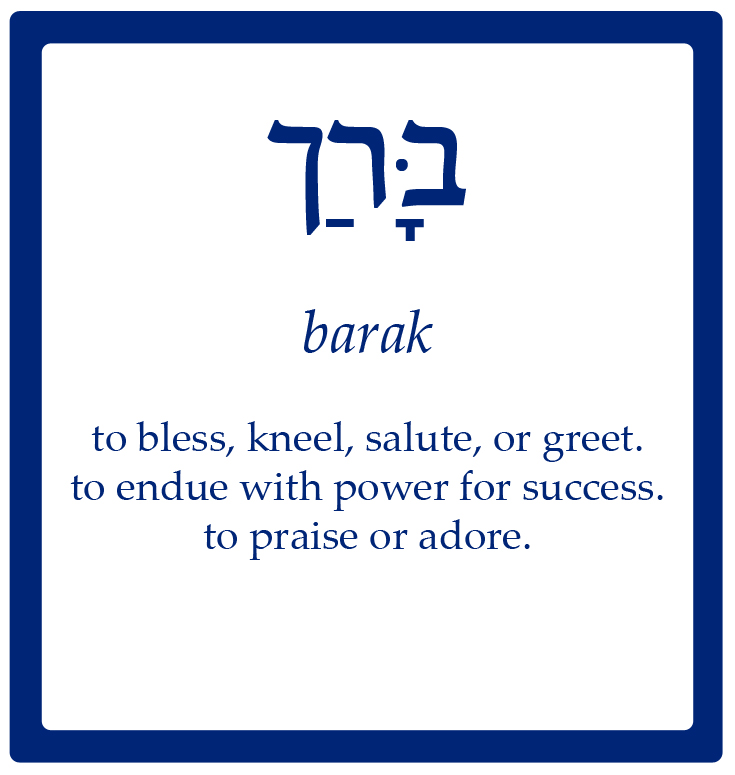 בָּרַך
barak
to bless, kneel, salute, or greet.
to endue with power for success.
to praise or adore.